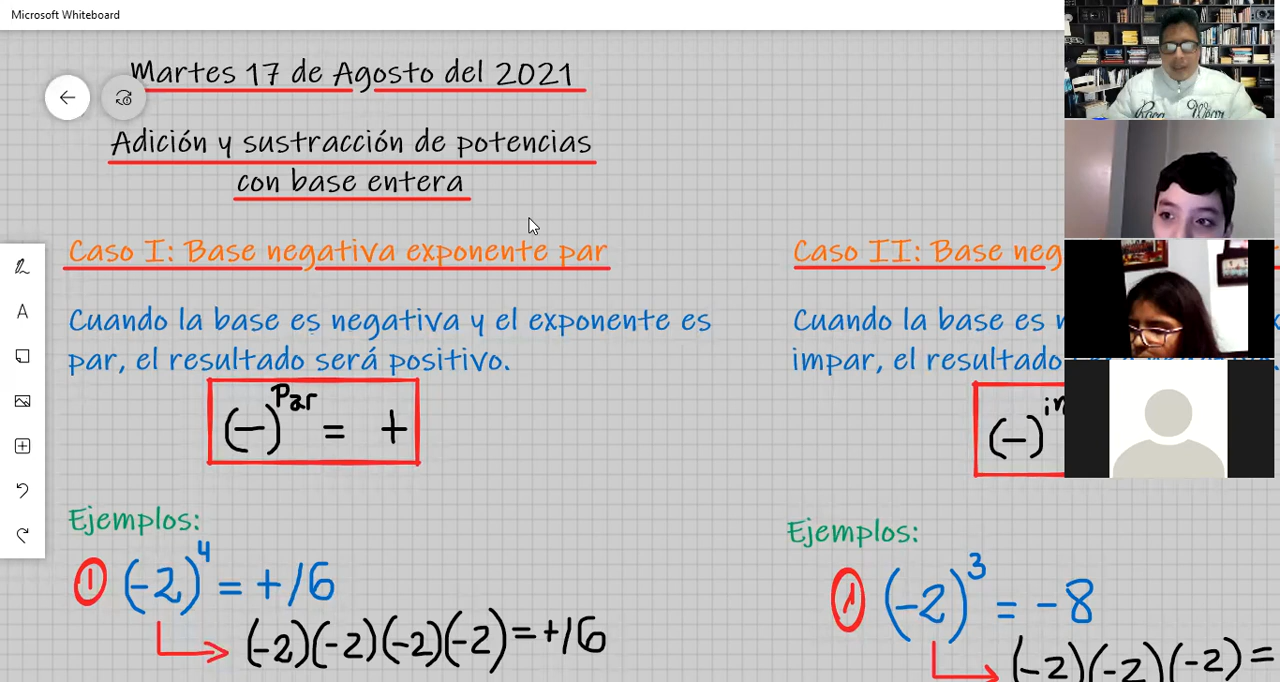 Microsoft Whiteboard
Martes 17 de Agosto del 2021
Adición y sustracción de potencias
con base entera
Caso I: Base negativa exponente par
Cuando la base es negativa y el exponente es
par, el resultado será positivo.
(-)^Par = +
Ejemplos:
① (-2)^4 = +16
(-2)(-2)(-2)(-2) = +16
Caso II: Base neg
Cuando la base es
impar, el resultado
(-)
Ejemplos:
① (-2)^3 = -8
(-2)(-2)(-2) =